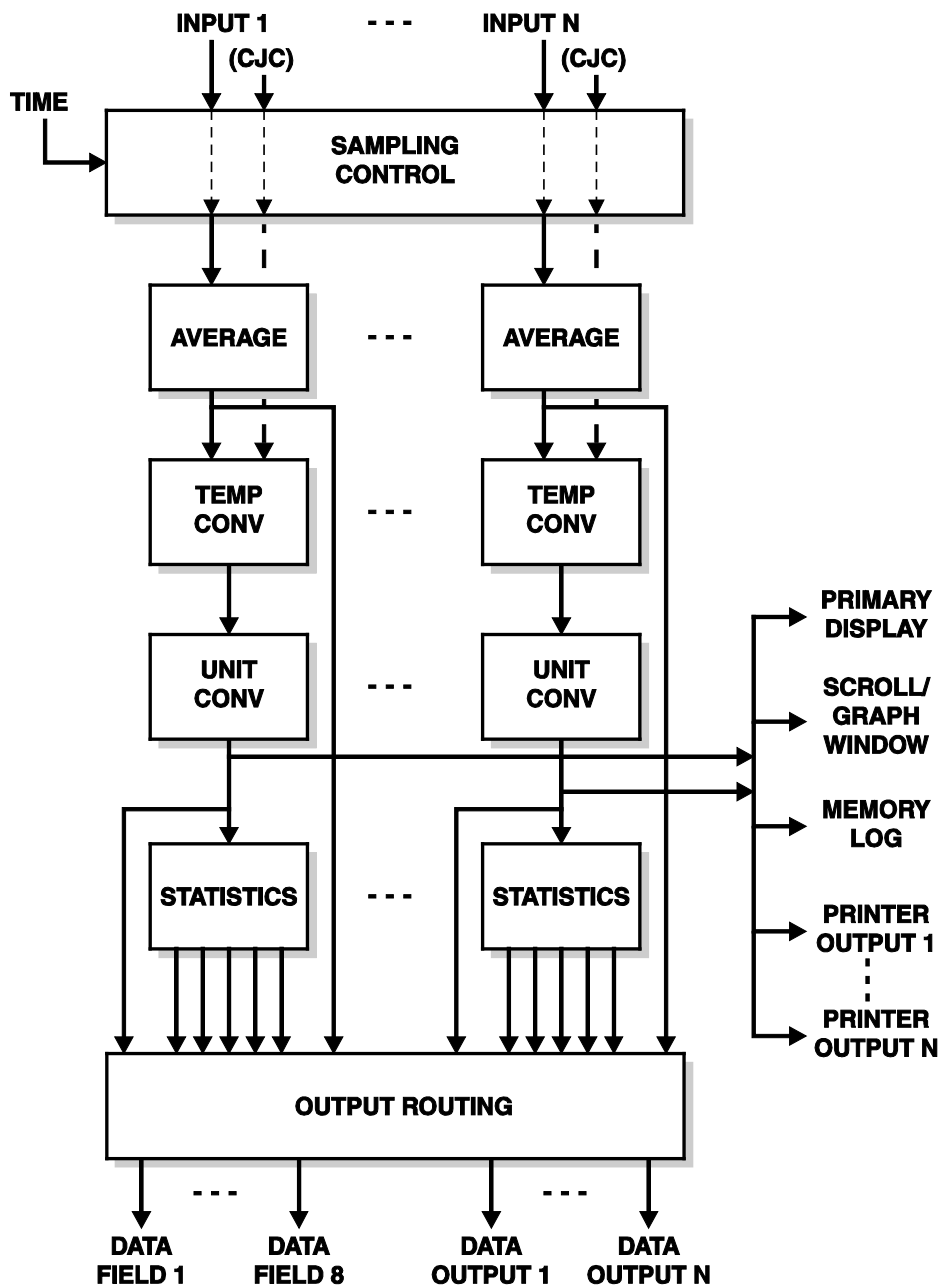 INPUT 1
- - -
INPUT N
(CJC)
(CJC)
TIME
SAMPLING
CONTROL
AVERAGE
- - -
AVERAGE
TEMP
CONV
- - -
TEMP
CONV
UNIT
CONV
- - -
UNIT
CONV
PRIMARY
DISPLAY
SCROLL/
GRAPH
WINDOW
MEMORY
LOG
STATISTICS
- - -
STATISTICS
PRINTER
OUTPUT 1
PRINTER
OUTPUT N
OUTPUT ROUTING
- - -
- - -
DATA
FIELD 1
DATA
FIELD 8
DATA
OUTPUT 1
DATA
OUTPUT N